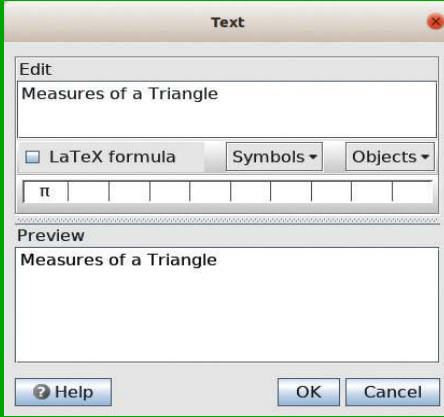 Text
Edit
Measures of a Triangle
LaTeX formula Symbols Objects
π
Preview
Measures of a Triangle
? Help OK Cancel